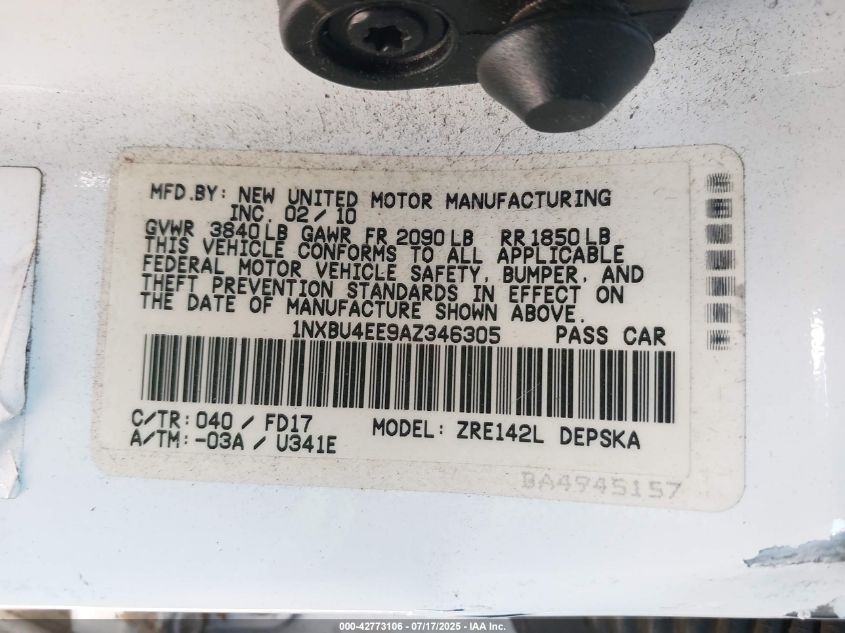 MFD.BY: NEW UNITED MOTOR MANUFACTURING
INC. 02/10
GVWR 3840LB GAWR FR 2090LB RR1850LB
THIS VEHICLE CONFORMS TO ALL APPLICABLE
FEDERAL MOTOR VEHICLE SAFETY, BUMPER, AND
THEFT PREVENTION STANDARDS IN EFFECT ON
THE DATE OF MANUFACTURE SHOWN ABOVE.
1NXBU4EE9AZ346305 PASS CAR
C/TR: 040 / FD17 MODEL: ZRE142L DEPSKA
A/TM: -03A / U341E
BA4945157
000-42773106 - 07/17/2025 - IAA Inc.